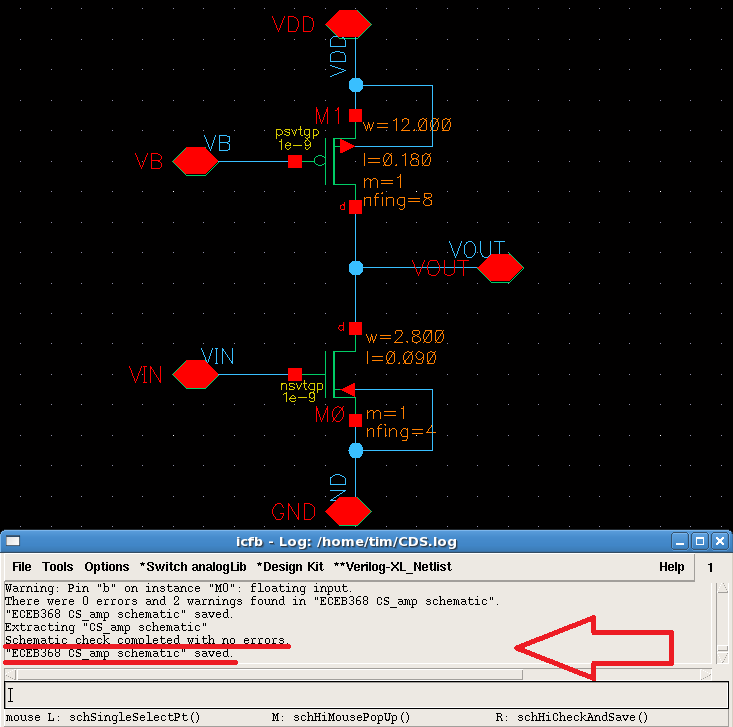 VDD
VDD
M1
w=12.000
psvtgp
1e-9
VB
VB
l=0.180
m=1
d
nfing=8
VOUT
VOUT
d
w=2.800
l=0.090
VIN
VIN
nsvtgp
1e-9
M0
m=1
nfing=4
ND
GND
icfb - Log: /home/tim/CDS.log
File Tools Options *Switch analogLib *Design Kit **Verilog-XL_Netlist Help 1
Warning: Pin "b" on instance "M0": floating input.
There were 0 errors and 2 warnings found in "ECEB368 CS_amp schematic".
"ECEB368 CS_amp schematic" saved.
Extracting "CS_amp schematic"
Schematic check completed with no errors.
"ECEB368 CS_amp schematic" saved.
mouse L: schSingleSelectPt() M: schHiMousePopUp() R: schHiCheckAndSave()